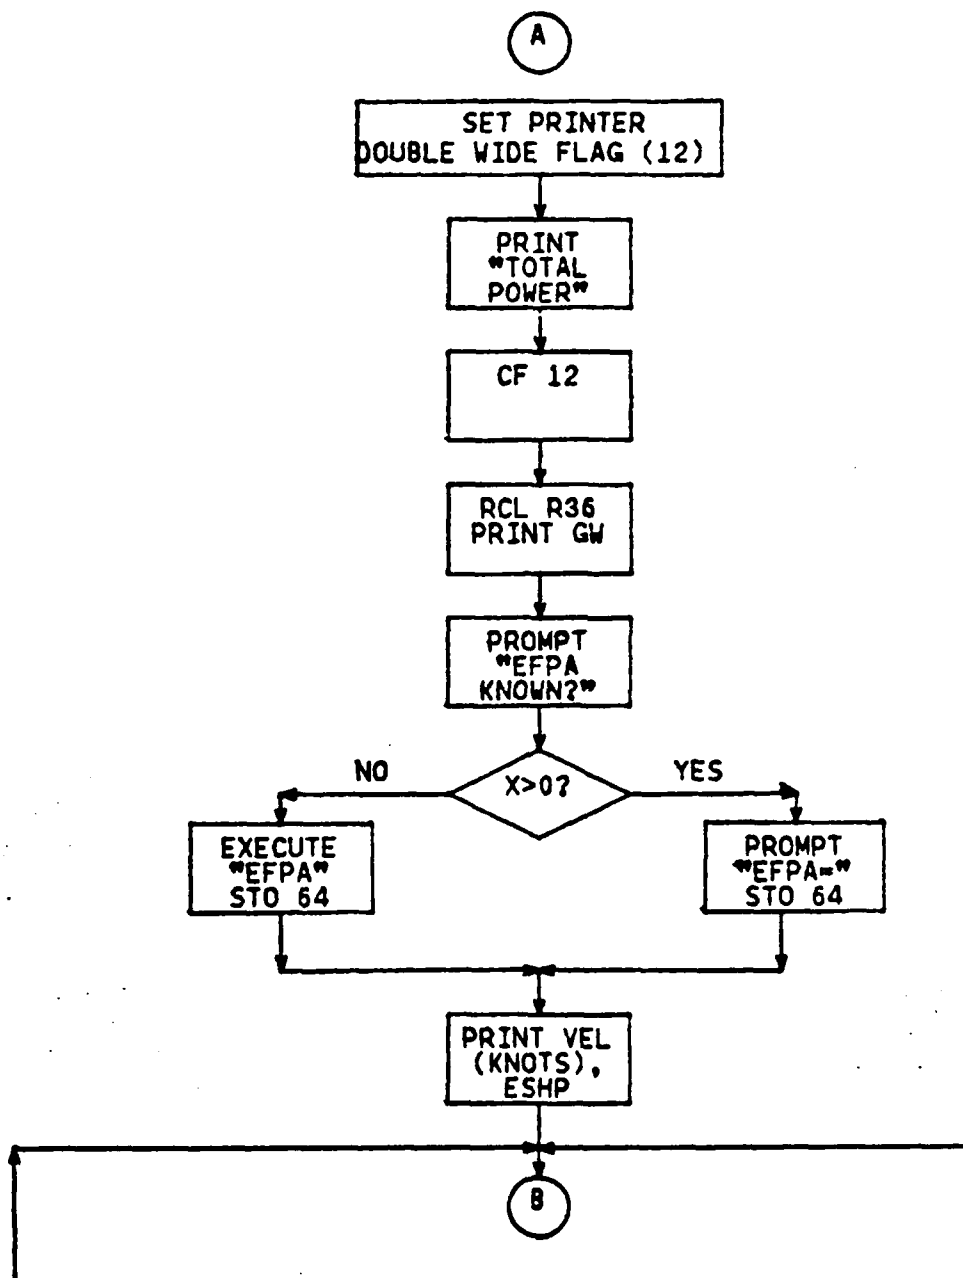 A
SET PRINTER
DOUBLE WIDE FLAG (12)
PRINT
"TOTAL
POWER"
CF 12
RCL R36
PRINT GW
PROMPT
"EFPA
KNOWN?"
NO
X>0?
YES
EXECUTE
"EFPA"
STO 64
PROMPT
"EFPA="
STO 64
PRINT VEL
(KNOTS),
ESHP
B